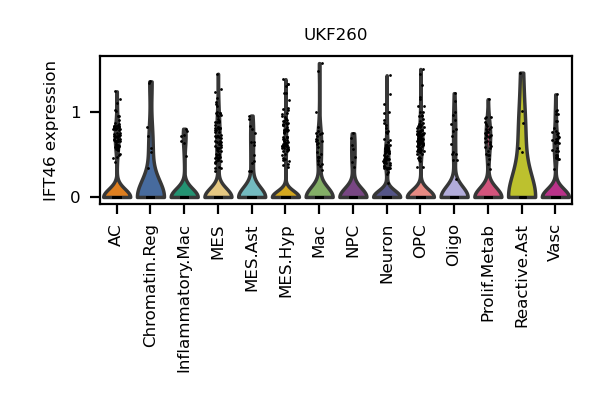 UKF260
IFT46 expression
1
0
AC
Chromatin.Reg
Inflammatory.Mac
MES
MES.Ast
MES.Hyp
Mac
NPC
Neuron
OPC
Oligo
Prolif.Metab
Reactive.Ast
Vasc